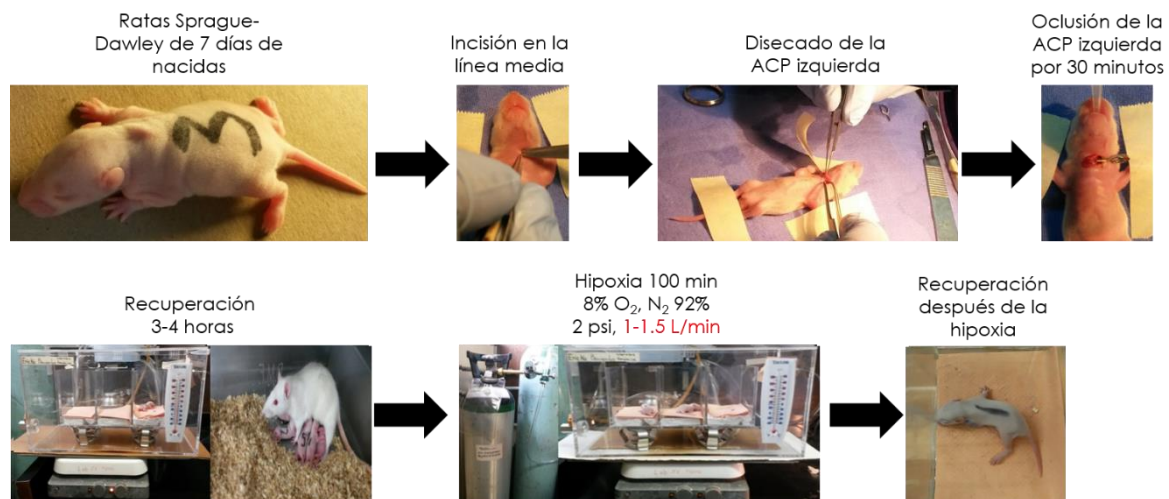 Ratas Sprague-
Dawley de 7 días de
nacidas
Incisión en la
línea media
Disecado de la
ACP izquierda
Oclusión de la
ACP izquierda
por 30 minutos
Recuperación
3-4 horas
Hipoxia 100 min
8% O₂, N₂ 92%
2 psi, 1-1.5 L/min
Recuperación
después de la
hipoxia